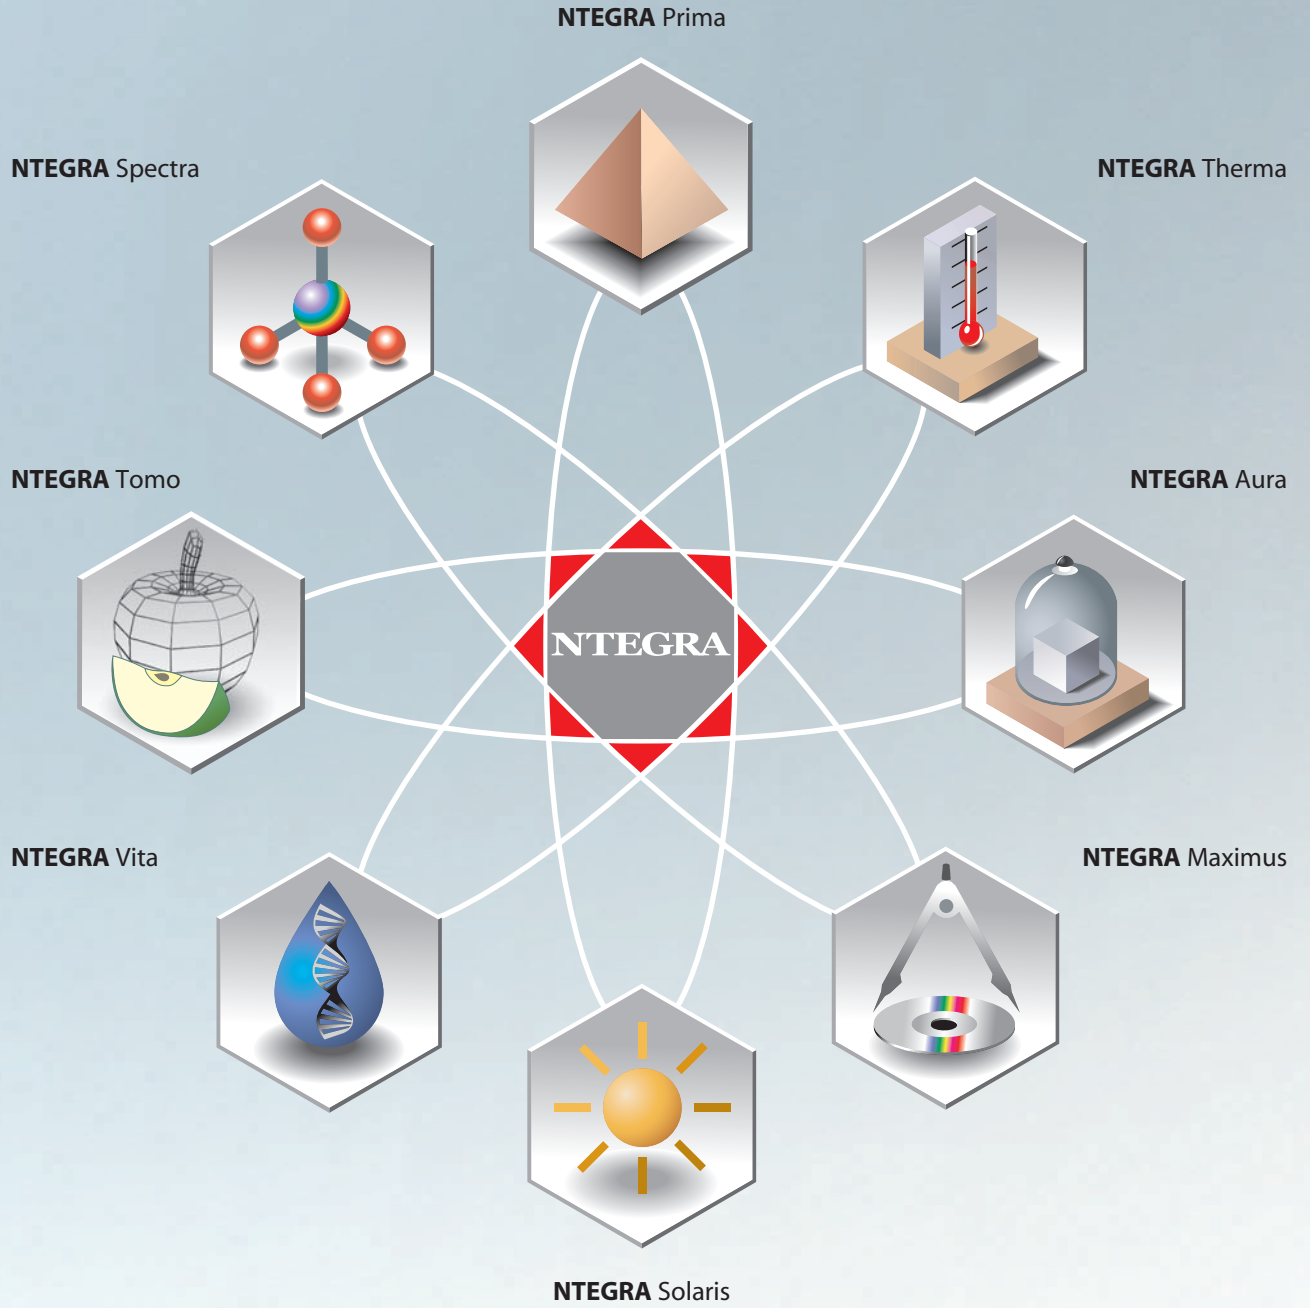 NTEGRA Prima
NTEGRA Spectra
NTEGRA Therma
NTEGRA Tomo
NTEGRA Aura
NTEGRA
NTEGRA Vita
NTEGRA Maximus
NTEGRA Solaris